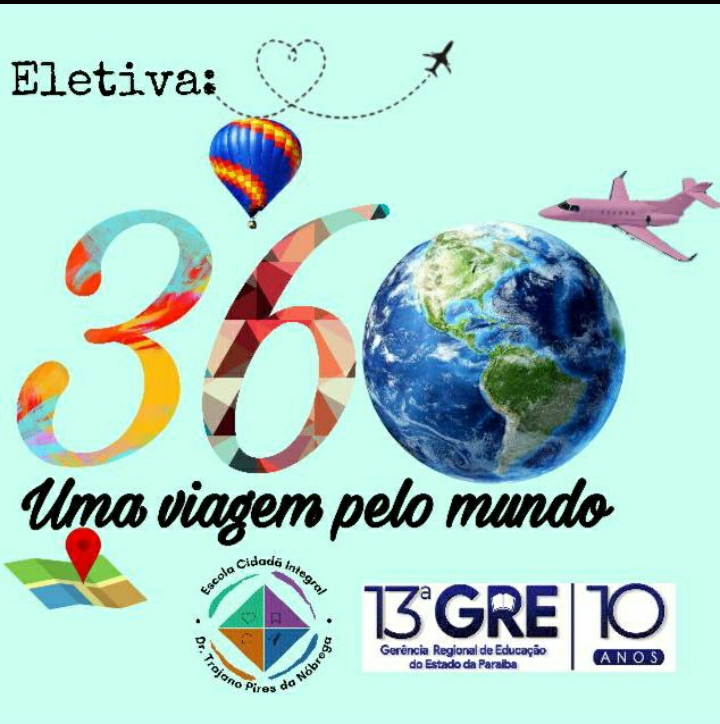 Eletiva:
36
Uma viagem pelo mundo
Escola Cidadã Integral
Dr. Trajano Pires da Nóbrega
13ª GRE
Gerência Regional de Educação
do Estado da Paraíba
10
ANOS